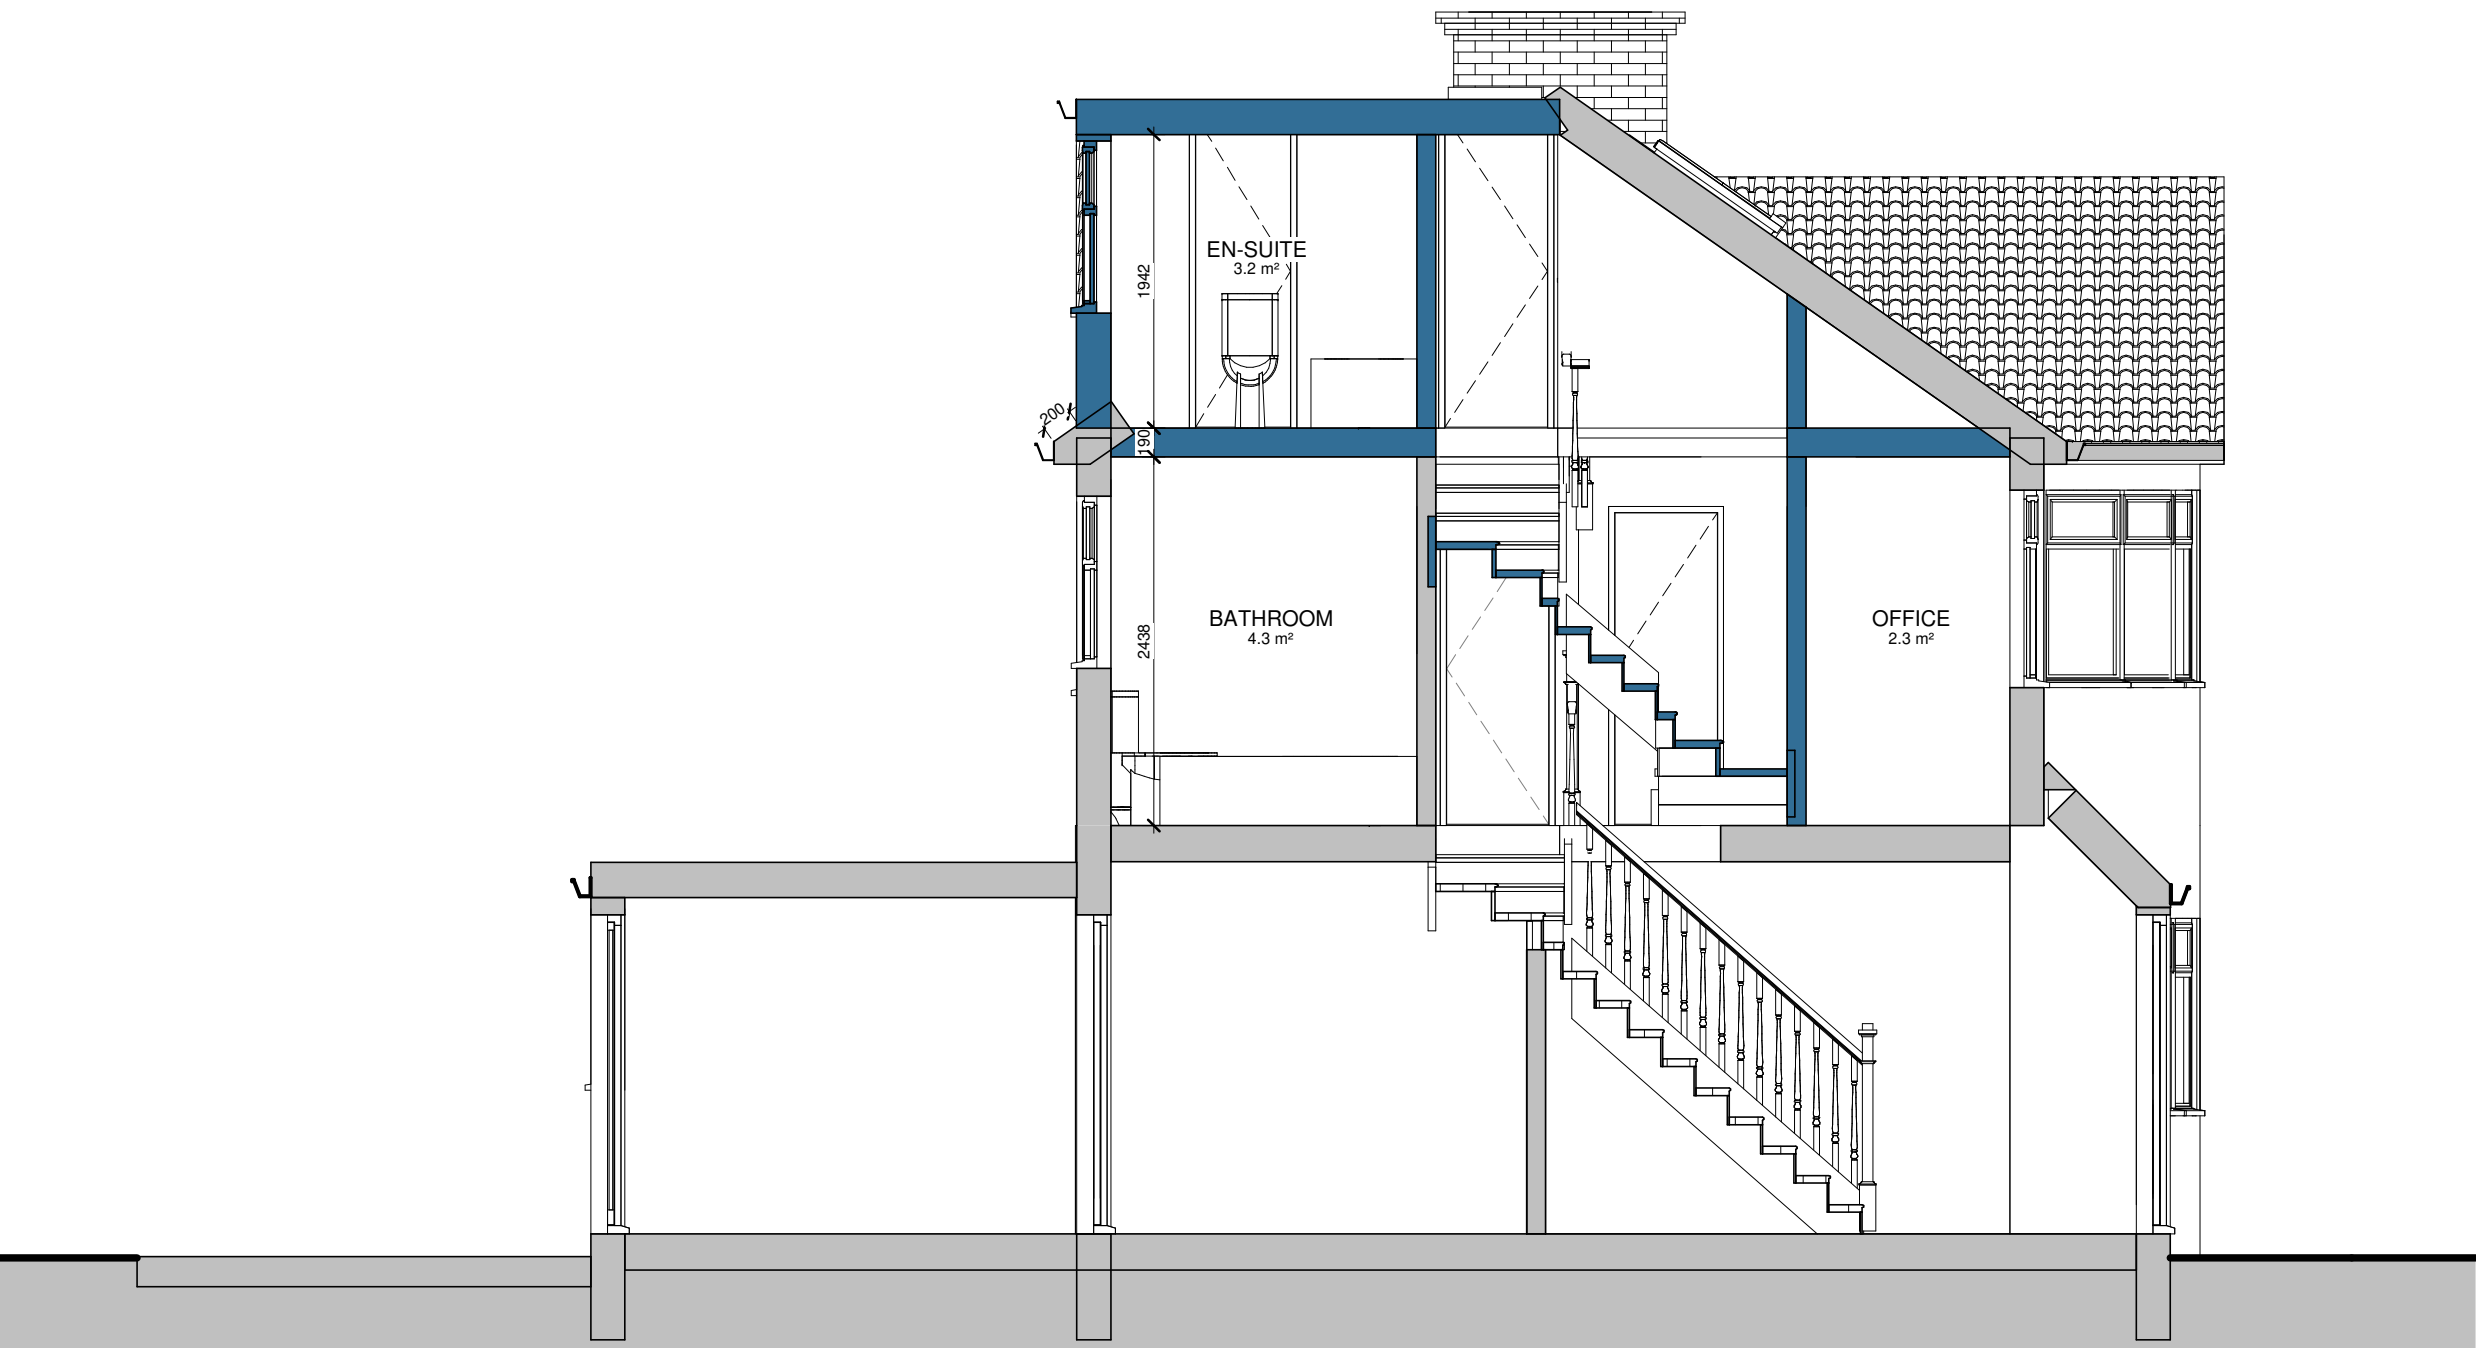 EN-SUITE
3.2 m²
1942
200
190
BATHROOM
4.3 m²
2438
OFFICE
2.3 m²